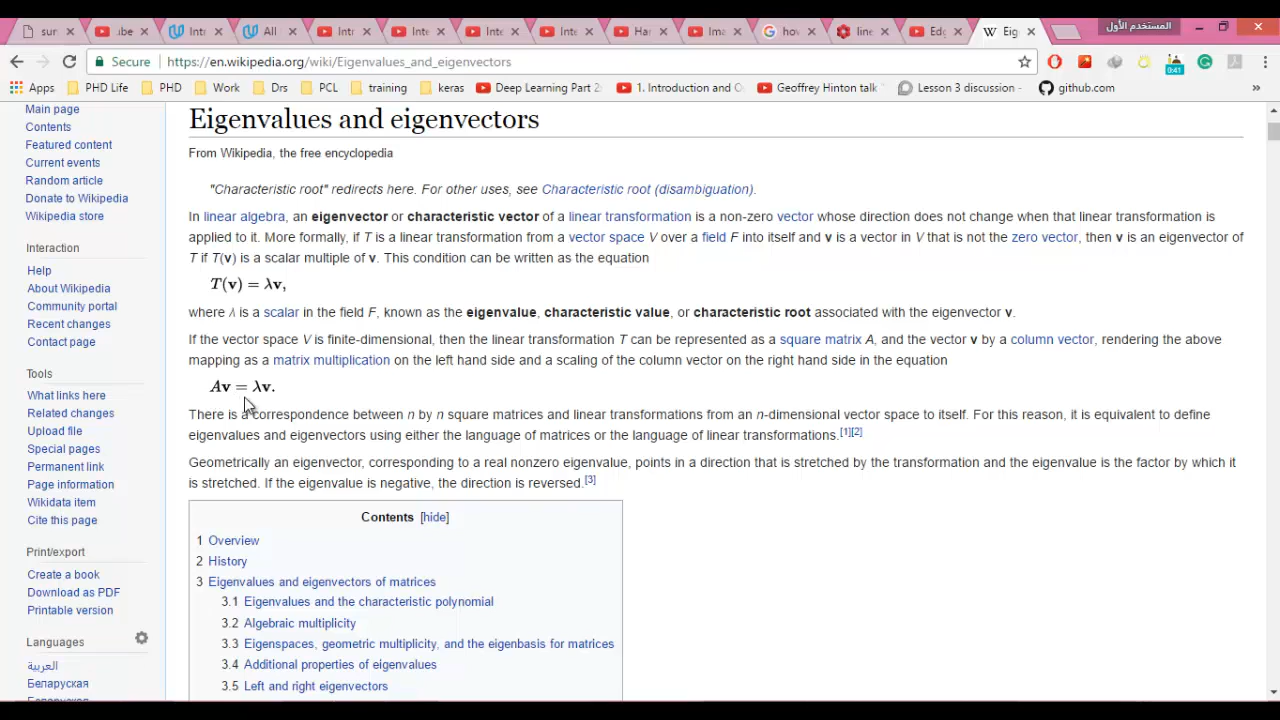 sur
.ibe
Intr
All
Intr
Inte
Inte
Inte
Ha
Ima
hov
line
Edg
Eig
المستخدم الأول
Secure
https://en.wikipedia.org/wiki/Eigenvalues_and_eigenvectors
0:41
Apps
PHD Life
PHD
Work
Drs
PCL
training
keras
Deep Learning Part 2
1. Introduction and O
Geoffrey Hinton talk "
Lesson 3 discussion -
github.com
»
Main page
Contents
Featured content
Current events
Random article
Donate to Wikipedia
Wikipedia store
Interaction
Help
About Wikipedia
Community portal
Recent changes
Contact page
Tools
What links here
Related changes
Upload file
Special pages
Permanent link
Page information
Wikidata item
Cite this page
Print/export
Create a book
Download as PDF
Printable version
Languages
العربية
Беларуская
Eigenvalues and eigenvectors
From Wikipedia, the free encyclopedia
"Characteristic root" redirects here. For other uses, see Characteristic root (disambiguation).
In linear algebra, an eigenvector or characteristic vector of a linear transformation is a non-zero vector whose direction does not change when that linear transformation is
applied to it. More formally, if T is a linear transformation from a vector space V over a field F into itself and v is a vector in V that is not the zero vector, then v is an eigenvector of
T if T(v) is a scalar multiple of v. This condition can be written as the equation
T(v) = λv,
where λ is a scalar in the field F, known as the eigenvalue, characteristic value, or characteristic root associated with the eigenvector v.
If the vector space V is finite-dimensional, then the linear transformation T can be represented as a square matrix A, and the vector v by a column vector, rendering the above
mapping as a matrix multiplication on the left hand side and a scaling of the column vector on the right hand side in the equation
Av = λv.
There is a correspondence between n by n square matrices and linear transformations from an n-dimensional vector space to itself. For this reason, it is equivalent to define
eigenvalues and eigenvectors using either the language of matrices or the language of linear transformations.[1][2]
Geometrically an eigenvector, corresponding to a real nonzero eigenvalue, points in a direction that is stretched by the transformation and the eigenvalue is the factor by which it
is stretched. If the eigenvalue is negative, the direction is reversed.[3]
Contents [hide]
1 Overview
2 History
3 Eigenvalues and eigenvectors of matrices
3.1 Eigenvalues and the characteristic polynomial
3.2 Algebraic multiplicity
3.3 Eigenspaces, geometric multiplicity, and the eigenbasis for matrices
3.4 Additional properties of eigenvalues
3.5 Left and right eigenvectors